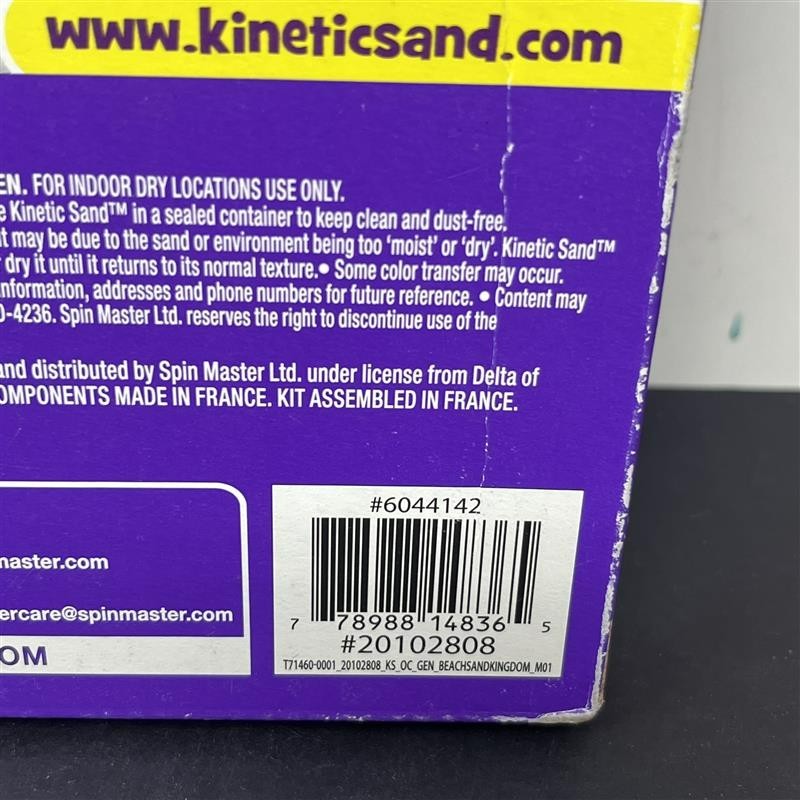 www.kineticsand.com
EN. FOR INDOOR DRY LOCATIONS USE ONLY.
Kinetic Sand™ in a sealed container to keep clean and dust-free.
it may be due to the sand or environment being too 'moist' or 'dry'. Kinetic Sand™
dry it until it returns to its normal texture.• Some color transfer may occur.
information, addresses and phone numbers for future reference. • Content may
-4236. Spin Master Ltd. reserves the right to discontinue use of the
and distributed by Spin Master Ltd. under license from Delta of
COMPONENTS MADE IN FRANCE. KIT ASSEMBLED IN FRANCE.
master.com
ercare@spinmaster.com
OM
#6044142
7 78988 14836 5
#20102808
T71460-0001_20102808_KS_OC_GEN_BEACHSANDKINGDOM_M01